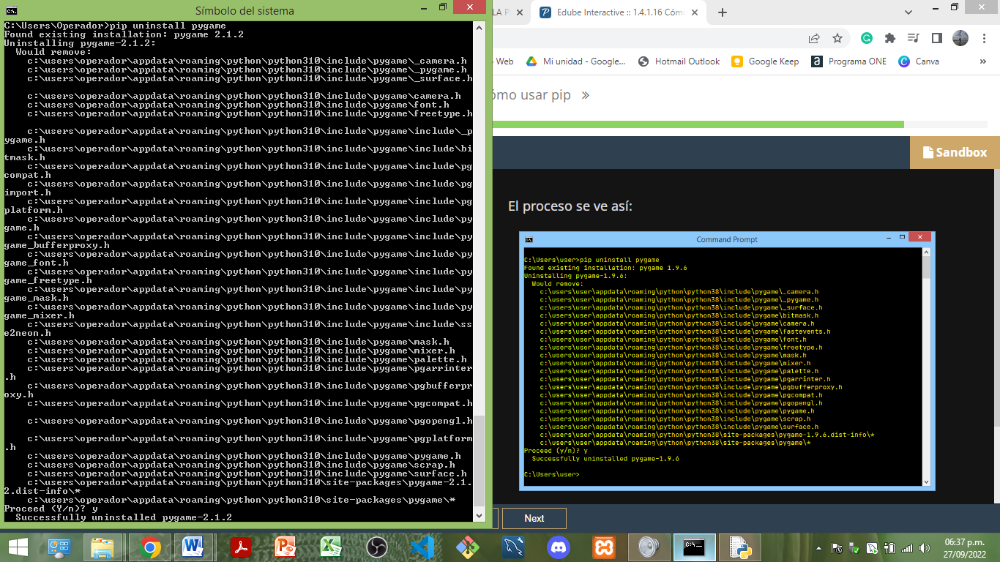 Símbolo del sistema
C:\Users\Operador>pip uninstall pygame
Found existing installation: pygame 2.1.2
Uninstalling pygame-2.1.2:
Would remove:
c:\users\operador\appdata\roaming\python\python310\include\pygame\_camera.h
c:\users\operador\appdata\roaming\python\python310\include\pygame\_pygame.h
c:\users\operador\appdata\roaming\python\python310\include\pygame\_surface.h
c:\users\operador\appdata\roaming\python\python310\include\pygame\camera.h
c:\users\operador\appdata\roaming\python\python310\include\pygame\font.h
c:\users\operador\appdata\roaming\python\python310\include\pygame\freetype.h
c:\users\operador\appdata\roaming\python\python310\include\pygame\include\_p
ygame.h
c:\users\operador\appdata\roaming\python\python310\include\pygame\include\bi
tmask.h
c:\users\operador\appdata\roaming\python\python310\include\pygame\include\pg
compat.h
c:\users\operador\appdata\roaming\python\python310\include\pygame\include\pg
import.h
c:\users\operador\appdata\roaming\python\python310\include\pygame\include\pg
platform.h
c:\users\operador\appdata\roaming\python\python310\include\pygame\include\py
game.h
c:\users\operador\appdata\roaming\python\python310\include\pygame\include\py
game_bufferproxy.h
c:\users\operador\appdata\roaming\python\python310\include\pygame\include\py
game_font.h
c:\users\operador\appdata\roaming\python\python310\include\pygame\include\py
game_freetype.h
c:\users\operador\appdata\roaming\python\python310\include\pygame\include\py
game_mask.h
c:\users\operador\appdata\roaming\python\python310\include\pygame\include\py
game_mixer.h
c:\users\operador\appdata\roaming\python\python310\include\pygame\include\ss
e2neon.h
c:\users\operador\appdata\roaming\python\python310\include\pygame\mask.h
c:\users\operador\appdata\roaming\python\python310\include\pygame\mixer.h
c:\users\operador\appdata\roaming\python\python310\include\pygame\palette.h
c:\users\operador\appdata\roaming\python\python310\include\pygame\pgarrinter
.h
c:\users\operador\appdata\roaming\python\python310\include\pygame\pgbufferpr
oxy.h
c:\users\operador\appdata\roaming\python\python310\include\pygame\pgcompat.h
c:\users\operador\appdata\roaming\python\python310\include\pygame\pgopengl.h
c:\users\operador\appdata\roaming\python\python310\include\pygame\pgplatform
.h
c:\users\operador\appdata\roaming\python\python310\include\pygame\pygame.h
c:\users\operador\appdata\roaming\python\python310\include\pygame\scrap.h
c:\users\operador\appdata\roaming\python\python310\include\pygame\surface.h
c:\users\operador\appdata\roaming\python\python310\site-packages\pygame-2.1.
2.dist-info\*
c:\users\operador\appdata\roaming\python\python310\site-packages\pygame\*
Proceed (Y/n)? y
Successfully uninstalled pygame-2.1.2
LA P
Edube Interactive :: 1.4.1.16 Cóm
Web
Mi unidad - Google...
Hotmail Outlook
Google Keep
Programa ONE
Canva
»
ómo usar pip »
Sandbox
El proceso se ve así:
Command Prompt
C:\Users\user>pip uninstall pygame
Found existing installation: pygame 1.9.6
Uninstalling pygame-1.9.6:
Would remove:
c:\users\user\appdata\roaming\python\python38\include\pygame\_camera.h
c:\users\user\appdata\roaming\python\python38\include\pygame\_pygame.h
c:\users\user\appdata\roaming\python\python38\include\pygame\_surface.h
c:\users\user\appdata\roaming\python\python38\include\pygame\bitmask.h
c:\users\user\appdata\roaming\python\python38\include\pygame\camera.h
c:\users\user\appdata\roaming\python\python38\include\pygame\fastevents.h
c:\users\user\appdata\roaming\python\python38\include\pygame\font.h
c:\users\user\appdata\roaming\python\python38\include\pygame\freetype.h
c:\users\user\appdata\roaming\python\python38\include\pygame\mask.h
c:\users\user\appdata\roaming\python\python38\include\pygame\mixer.h
c:\users\user\appdata\roaming\python\python38\include\pygame\palette.h
c:\users\user\appdata\roaming\python\python38\include\pygame\pgarrinter.h
c:\users\user\appdata\roaming\python\python38\include\pygame\pgbufferproxy.h
c:\users\user\appdata\roaming\python\python38\include\pygame\pgcompat.h
c:\users\user\appdata\roaming\python\python38\include\pygame\pgopengl.h
c:\users\user\appdata\roaming\python\python38\include\pygame\pygame.h
c:\users\user\appdata\roaming\python\python38\include\pygame\scrap.h
c:\users\user\appdata\roaming\python\python38\include\pygame\surface.h
c:\users\user\appdata\roaming\python\python38\site-packages\pygame-1.9.6.dist-info\*
c:\users\user\appdata\roaming\python\python38\site-packages\pygame\*
Proceed (y/n)? y
Successfully uninstalled pygame-1.9.6
C:\Users\user>
Next
06:37 p.m.
27/09/2022